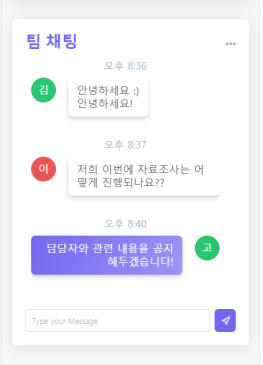 팀 채팅
오후 8:36
김
안녕하세요 :)
안녕하세요!
오후 8:37
이
저희 이번에 자료조사는 어
떻게 진행되나요??
오후 8:40
담당자와 관련 내용을 공지
해두겠습니다!
고
Type your Message